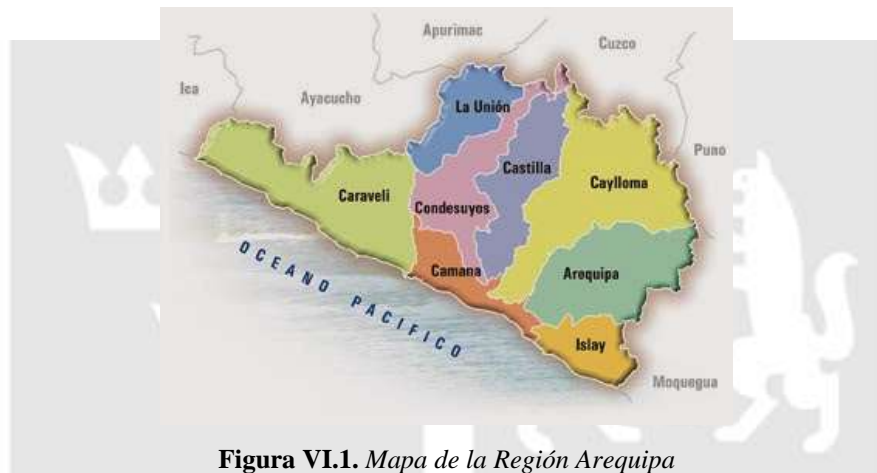 Apurimac
Cuzco
Ica
Ayacucho
La Unión
Puno
Castilla
Caylloma
Caraveli
Condesuyos
Camana
Arequipa
OCEANO PACIFICO
Islay
Moquegua
Figura VI.1. Mapa de la Región Arequipa